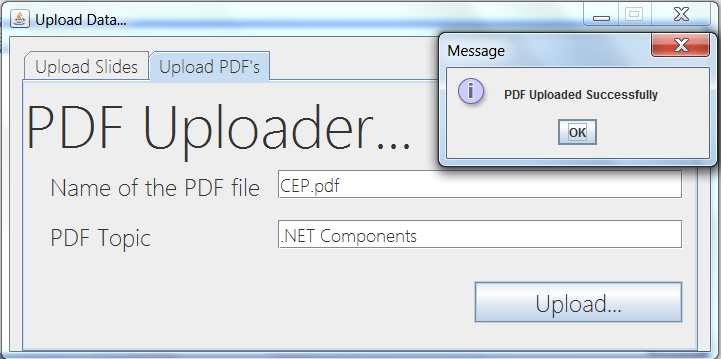 Upload Data...
Message
Upload Slides
Upload PDF's
PDF Uploaded Successfully
OK
PDF Uploader...
Name of the PDF file
CEP.pdf
PDF Topic
.NET Components
Upload...